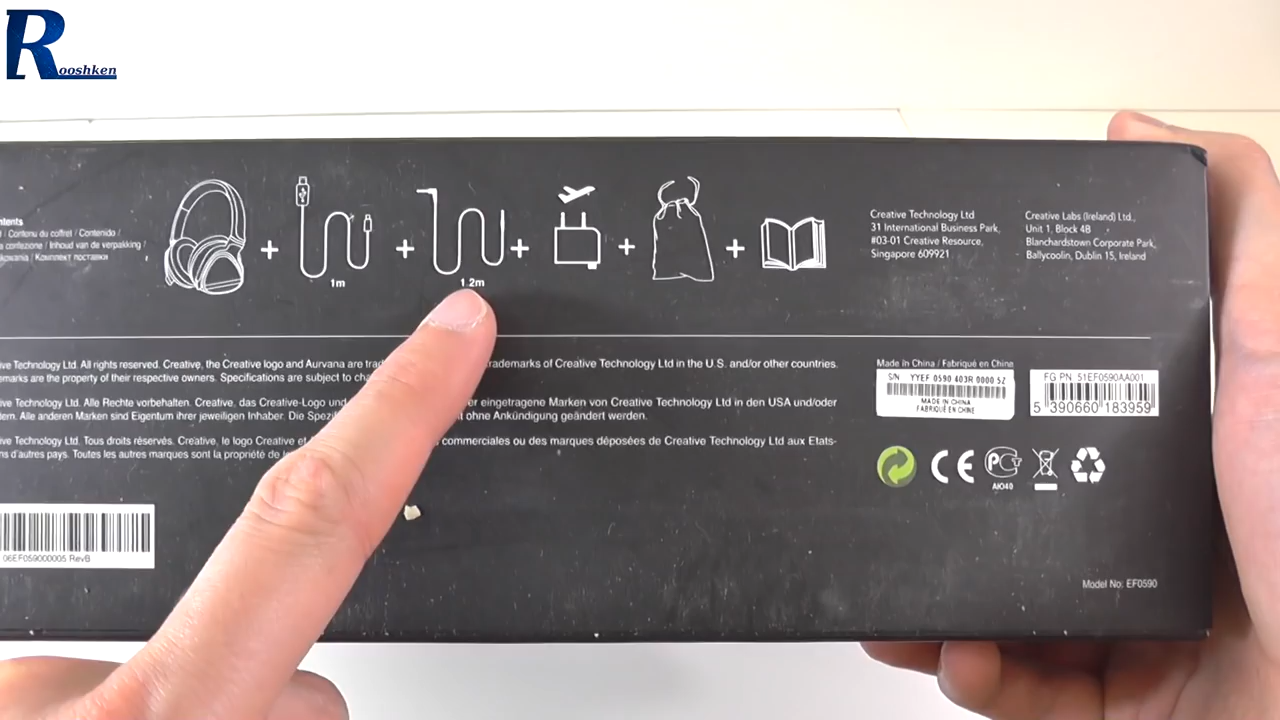 Rooshken
1m
1.2m
ntents
/ Contenu du coffret / Contenido /
a confezione / Inhoud van de verpakking /
/ Комплект поставки
Creative Technology Ltd
31 International Business Park,
#03-01 Creative Resource,
Singapore 609921
Creative Labs (Ireland) Ltd.,
Unit 1, Block 4B
Blanchardstown Corporate Park,
Ballycoolin, Dublin 15, Ireland
ive Technology Ltd. All rights reserved. Creative, the Creative logo and Aurvana are trad rademarks of Creative Technology Ltd in the U.S. and/or other countries.
emarks are the property of their respective owners. Specifications are subject to cha
ive Technology Ltd. Alle Rechte vorbehalten. Creative, das Creative-Logo und er eingetragene Marken von Creative Technology Ltd in den USA und/oder
dern. Alle anderen Marken sind Eigentum ihrer jeweiligen Inhaber. Die Spezif ohne Ankündigung geändert werden.
ive Technology Ltd. Tous droits réservés. Creative, le logo Creative et commerciales ou des marques déposées de Creative Technology Ltd aux Etats-
ns d'autres pays. Toutes les autres marques sont la propriété de le
Made in China / Fabriqué en Chine
S/N YYEF 0590 403R 0000 5Z
MADE IN CHINA
FABRIQUÉ EN CHINE
FG PN 51EF0590AA001
5 390660 183959
CE
PCT
АЮ40
06EF059000005 RevB
Model No: EF0590